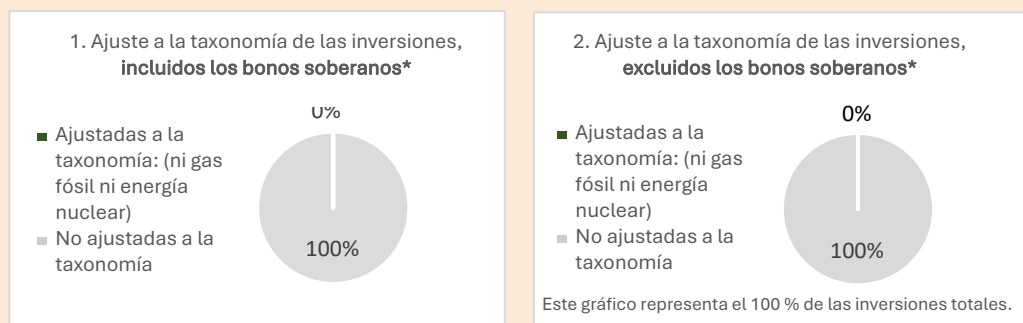 1. Ajuste a la taxonomía de las inversiones,
incluidos los bonos soberanos*
0%
Ajustadas a la
taxonomía: (ni gas
fósil ni energía
nuclear)
No ajustadas a la
taxonomía
100%
2. Ajuste a la taxonomía de las inversiones,
excluidos los bonos soberanos*
0%
Ajustadas a la
taxonomía: (ni gas
fósil ni energía
nuclear)
No ajustadas a la
taxonomía
100%
Este gráfico representa el 100 % de las inversiones totales.